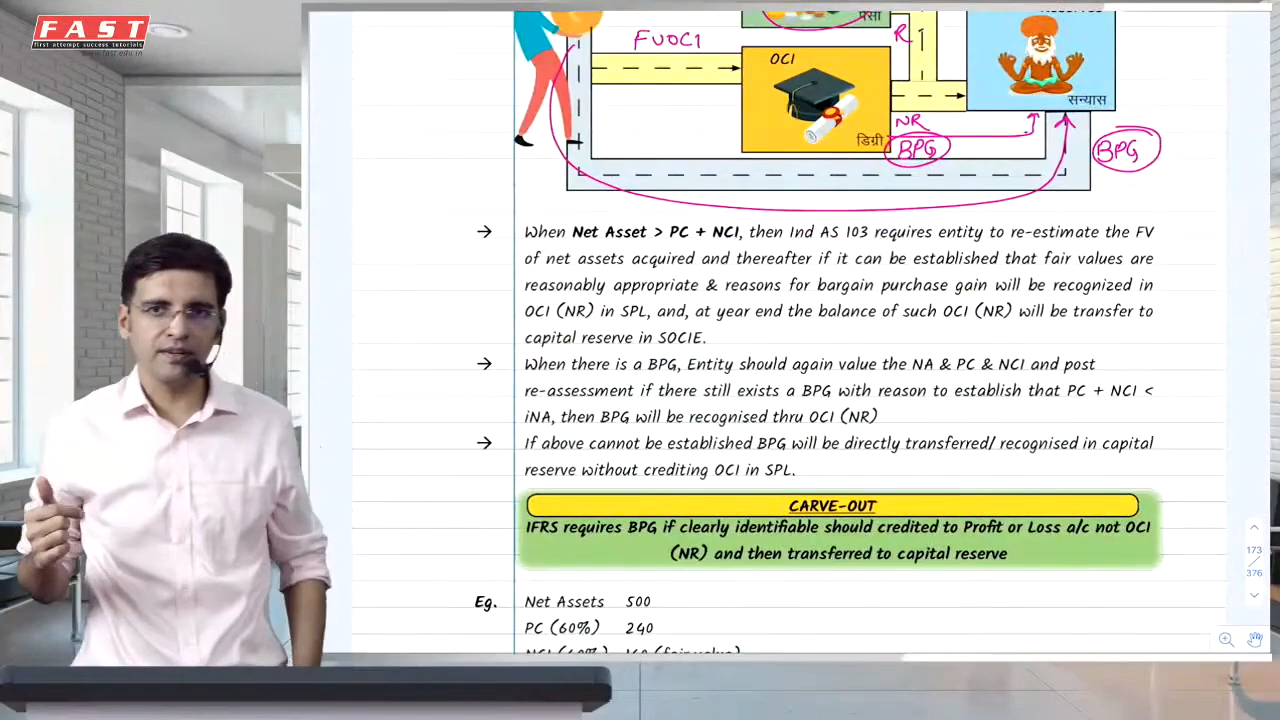 FAST
first attempt success tutorials
www.fast.edu.in
पैसा
FVOCI
R
OCI
सन्यास
NR
डिग्री
BPG
BPG
→ When Net Asset > PC + NCI, then Ind AS 103 requires entity to re-estimate the FV
of net assets acquired and thereafter if it can be established that fair values are
reasonably appropriate & reasons for bargain purchase gain will be recognized in
OCI (NR) in SPL, and, at year end the balance of such OCI (NR) will be transfer to
capital reserve in SOCIE.
→ When there is a BPG, Entity should again value the NA & PC & NCI and post
re-assessment if there still exists a BPG with reason to establish that PC + NCI <
iNA, then BPG will be recognised thru OCI (NR)
→ If above cannot be established BPG will be directly transferred/ recognised in capital
reserve without crediting OCI in SPL.
CARVE-OUT
IFRS requires BPG if clearly identifiable should credited to Profit or Loss a/c not OCI
(NR) and then transferred to capital reserve
Eg. Net Assets 500
PC (60%) 240
173
376